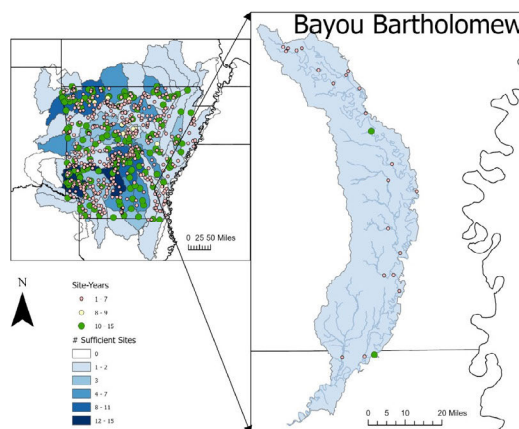 Bayou Bartholomew
0 25 50 Miles
N
Site-Years
1 - 7
8 - 9
10 - 15
# Sufficient Sites
0
1 - 2
3
4 - 7
8 - 11
12 - 15
0 10 20 Miles